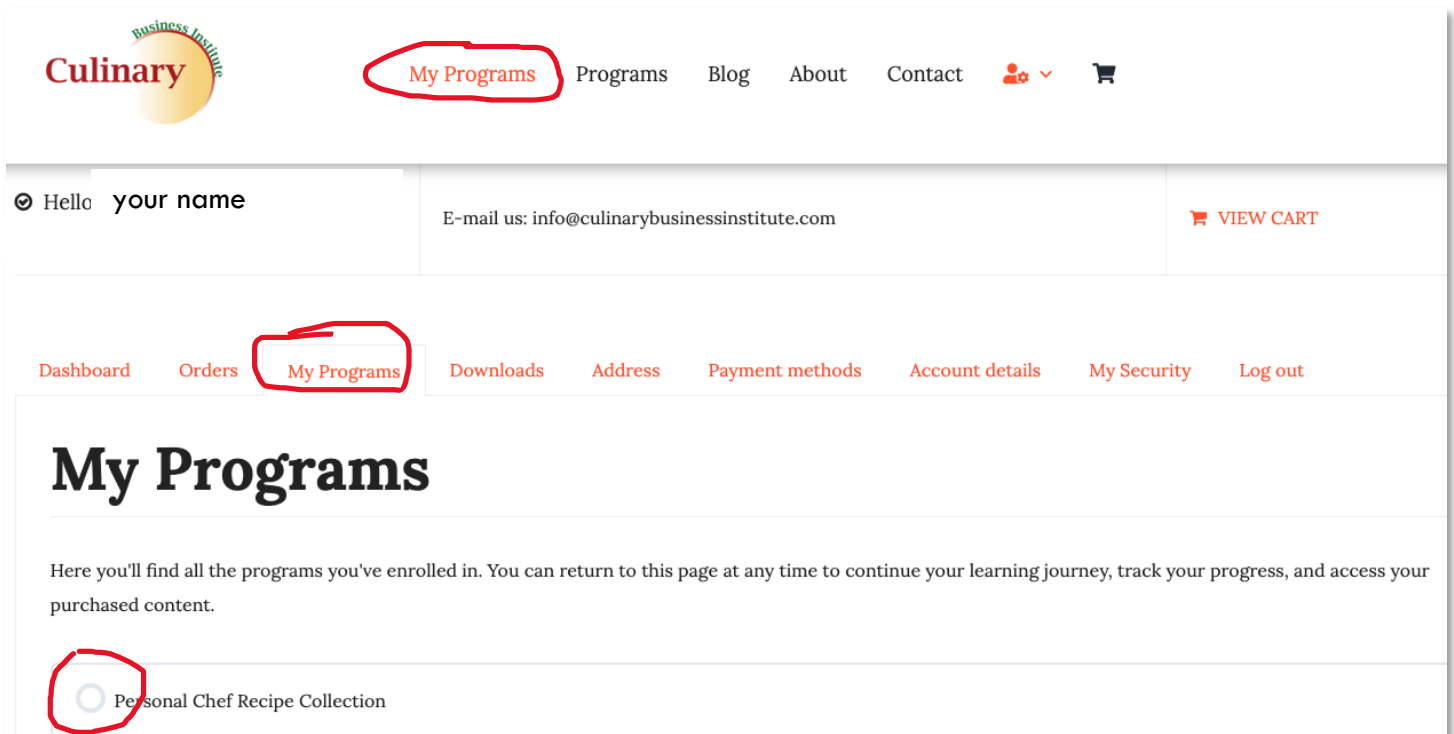 Business Institute
Culinary
My Programs Programs Blog About Contact
Hello your name
E-mail us: info@culinarybusinessinstitute.com
VIEW CART
Dashboard Orders My Programs Downloads Address Payment methods Account details My Security Log out
My Programs
Here you'll find all the programs you've enrolled in. You can return to this page at any time to continue your learning journey, track your progress, and access your
purchased content.
Personal Chef Recipe Collection